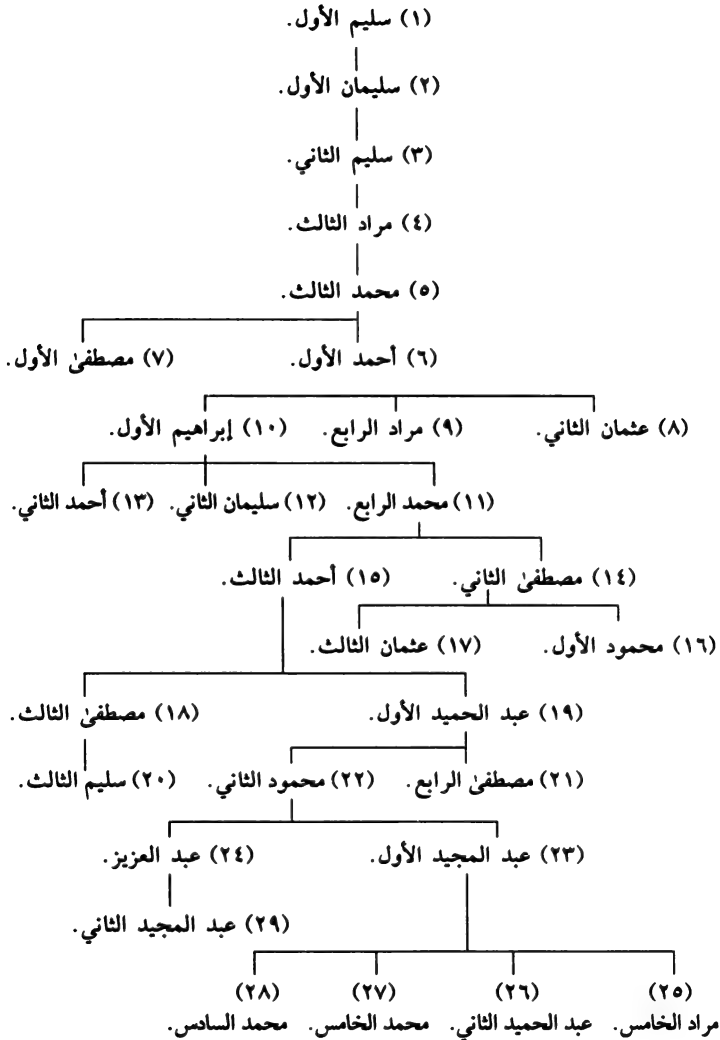 (١) سليم الأول.
(٢) سليمان الأول.
(٣) سليم الثاني.
(٤) مراد الثالث.
(٥) محمد الثالث.
(٦) أحمد الأول. (٧) مصطفىٰ الأول.
(٨) عثمان الثاني. (٩) مراد الرابع. (١٠) إبراهيم الأول.
(١١) محمد الرابع. (١٢) سليمان الثاني. (١٣) أحمد الثاني.
(١٤) مصطفىٰ الثاني. (١٥) أحمد الثالث.
(١٦) محمود الأول. (١٧) عثمان الثالث.
(١٩) عبد الحميد الأول. (١٨) مصطفىٰ الثالث.
(٢١) مصطفىٰ الرابع. (٢٢) محمود الثاني. (٢٠) سليم الثالث.
(٢٣) عبد المجيد الأول. (٢٤) عبد العزيز.
(٢٩) عبد المجيد الثاني.
(٢٥) (٢٦) (٢٧) (٢٨)
مراد الخامس. عبد الحميد الثاني. محمد الخامس. محمد السادس.